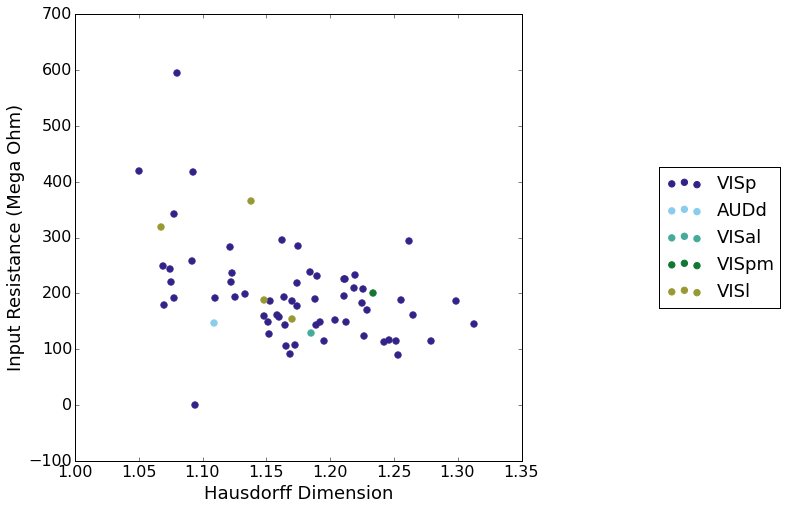 700
600
500
400
300
200
100
0
−100
1.00 1.05 1.10 1.15 1.20 1.25 1.30 1.35
Hausdorff Dimension
Input Resistance (Mega Ohm)
VISp
AUDd
VISal
VISpm
VISl